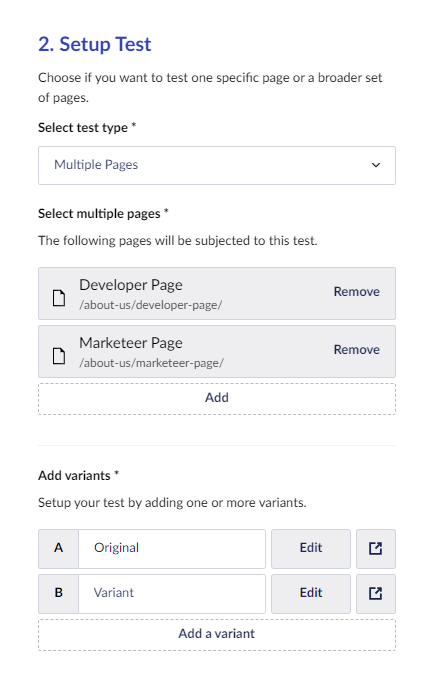 2. Setup Test
Choose if you want to test one specific page or a broader set
of pages.
Select test type *
Multiple Pages
Select multiple pages *
The following pages will be subjected to this test.
Developer Page
/about-us/developer-page/
Remove
Marketeer Page
/about-us/marketeer-page/
Remove
Add
Add variants *
Setup your test by adding one or more variants.
A Original Edit
B Variant Edit
Add a variant